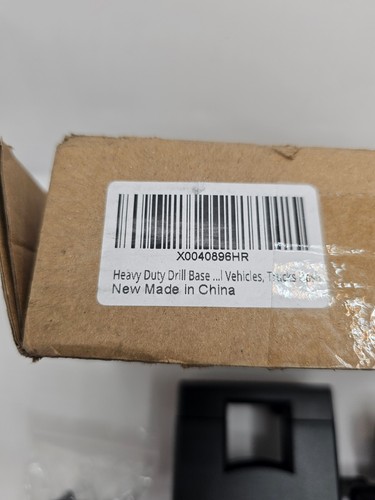 X0040896HR
Heavy Duty Drill Base ...l Vehicles, Trucks
New Made in China